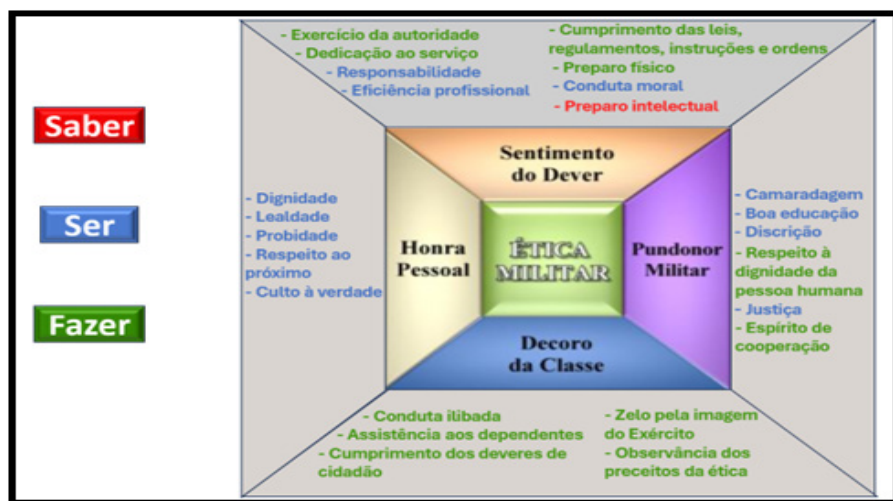 Saber
Ser
Fazer
- Exercício da autoridade
- Dedicação ao serviço
- Responsabilidade
- Eficiência profissional
- Cumprimento das leis,
regulamentos, instruções e ordens
- Preparo físico
- Conduta moral
- Preparo intelectual
Sentimento
do Dever
- Dignidade
- Lealdade
- Probidade
- Respeito ao
próximo
- Culto à verdade
Honra
Pessoal
ÉTICA
MILITAR
Pundonor
Militar
- Camaradagem
- Boa educação
- Discrição
- Respeito à
dignidade da
pessoa humana
- Justiça
- Espírito de
cooperação
Decoro
da Classe
- Conduta ilibada
- Assistência aos dependentes
- Cumprimento dos deveres de
cidadão
- Zelo pela imagem
do Exército
- Observância dos
preceitos da ética